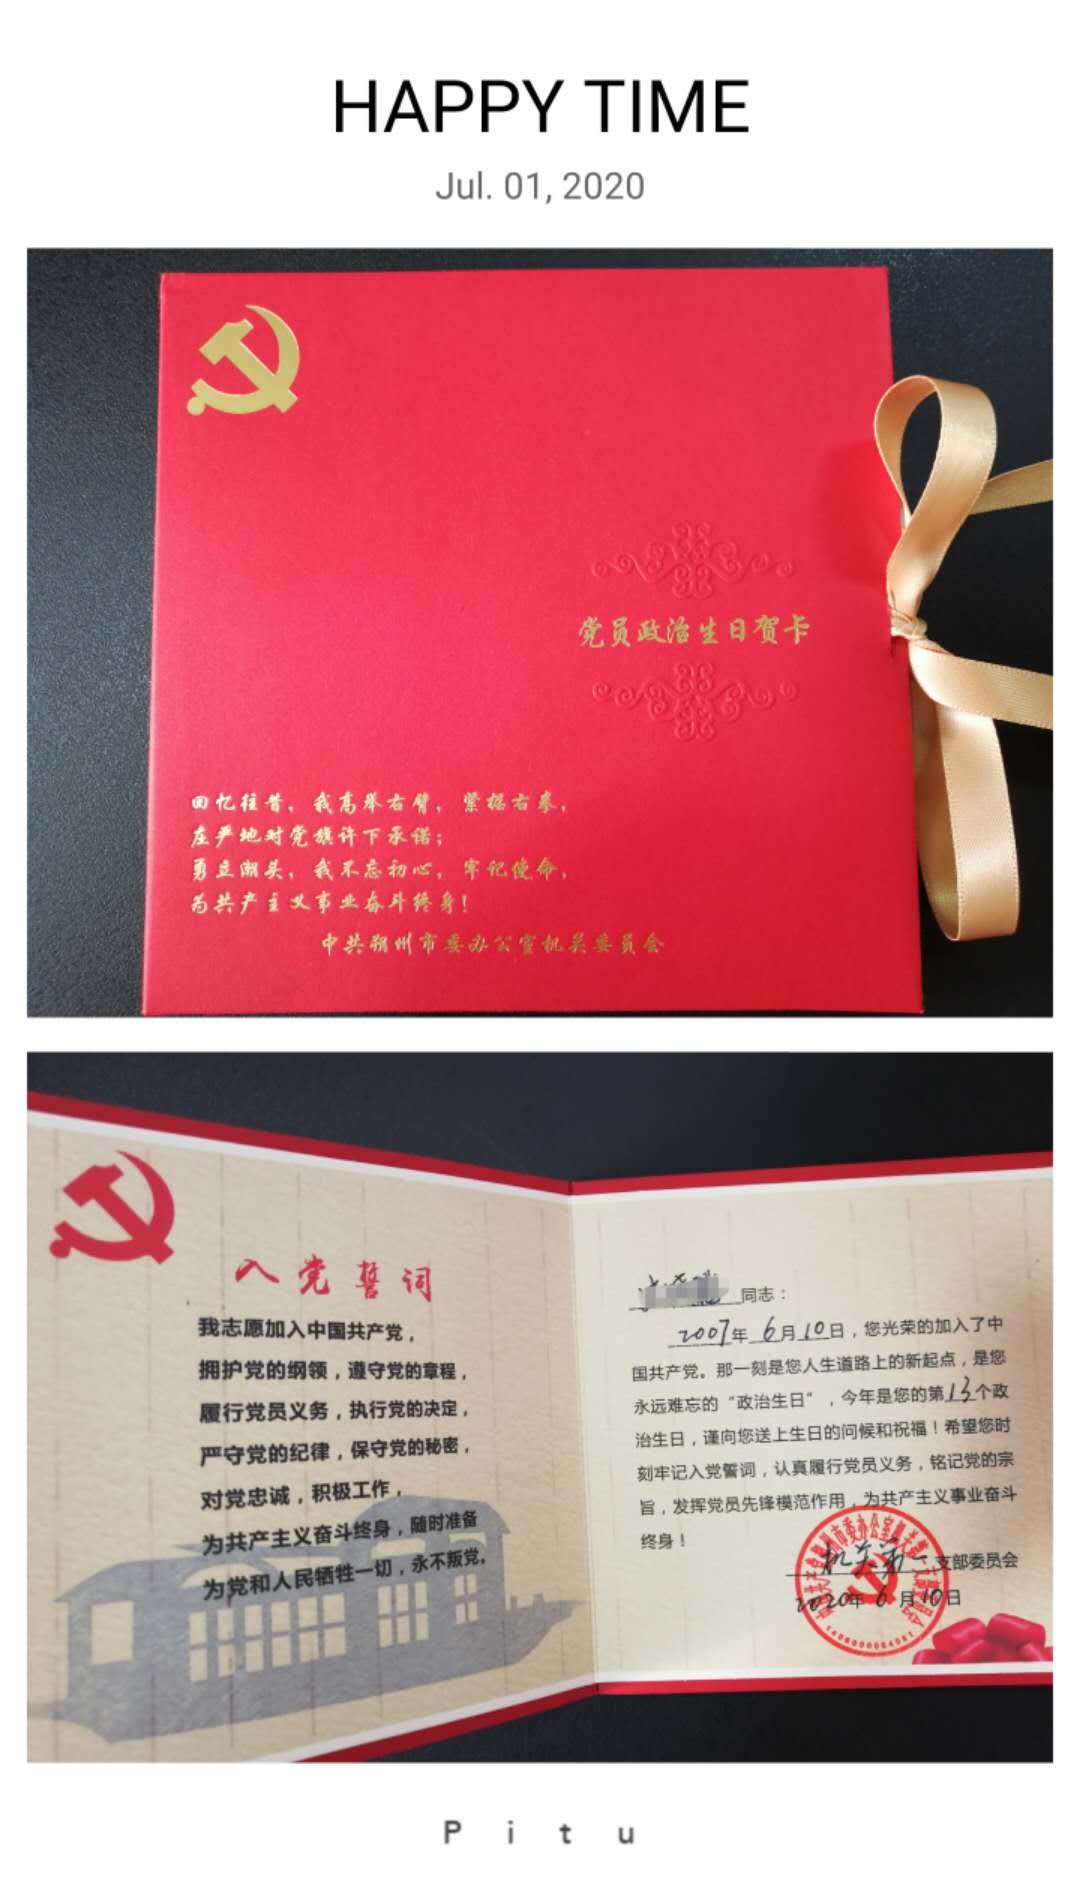 HAPPY TIME
Jul. 01, 2020
党员政治生日贺卡
回忆往昔，我高举右臂，紧握右拳，
庄严地对党旗许下承诺；
勇立潮头，我不忘初心，牢记使命，
为共产主义事业奋斗终身！
中共朔州市委办公室机关委员会
入党誓词
我志愿加入中国共产党，
拥护党的纲领，遵守党的章程，
履行党员义务，执行党的决定，
严守党的纪律，保守党的秘密，
对党忠诚，积极工作，
为共产主义奋斗终身，随时准备
为党和人民牺牲一切，永不叛党。
同志：
2007年6月10日，您光荣的加入了中
国共产党。那一刻是您人生道路上的新起点，是您
永远难忘的“政治生日”，今年是您的第13个政
治生日，谨向您送上生日的问候和祝福！希望您时
刻牢记入党誓词，认真履行党员义务，铭记党的宗
旨，发挥党员先锋模范作用，为共产主义事业奋斗
终身！
机关第一支部委员会
2020年6月10日
Pitu